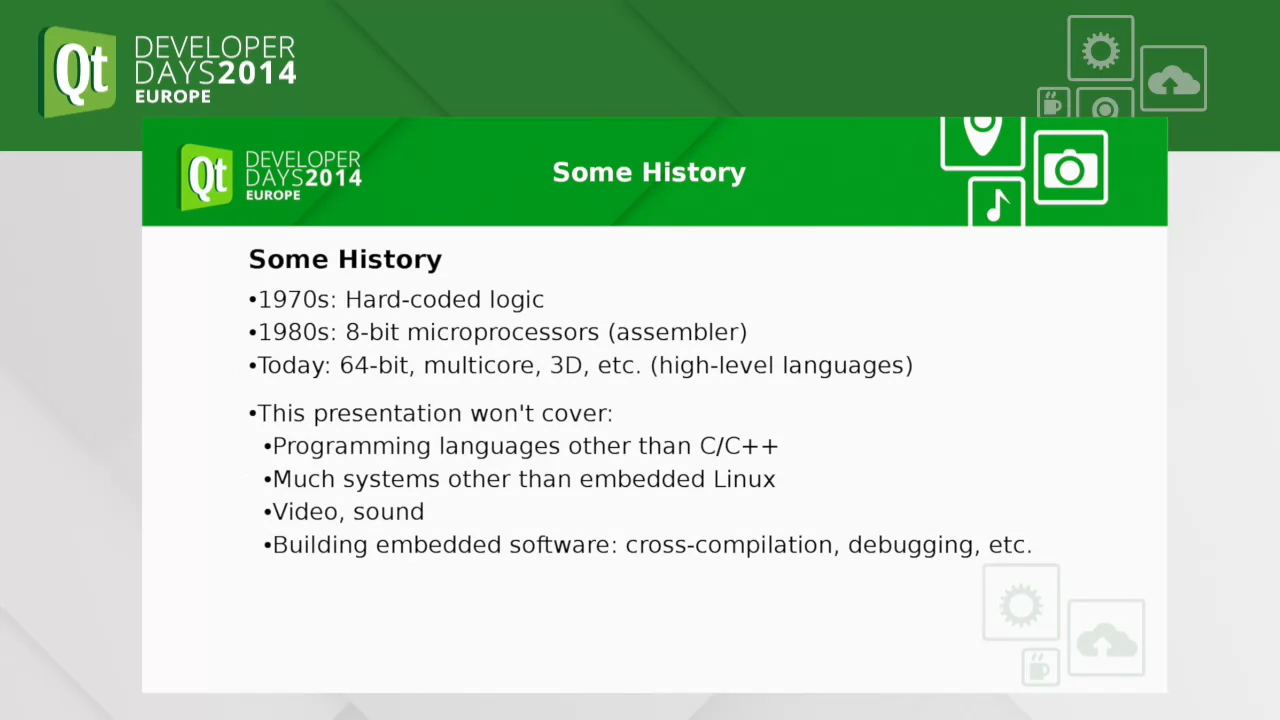 Qt DEVELOPER
DAYS2014
EUROPE
Qt DEVELOPER
DAYS2014
EUROPE
Some History
Some History
•1970s: Hard-coded logic
•1980s: 8-bit microprocessors (assembler)
•Today: 64-bit, multicore, 3D, etc. (high-level languages)
•This presentation won't cover:
•Programming languages other than C/C++
•Much systems other than embedded Linux
•Video, sound
•Building embedded software: cross-compilation, debugging, etc.